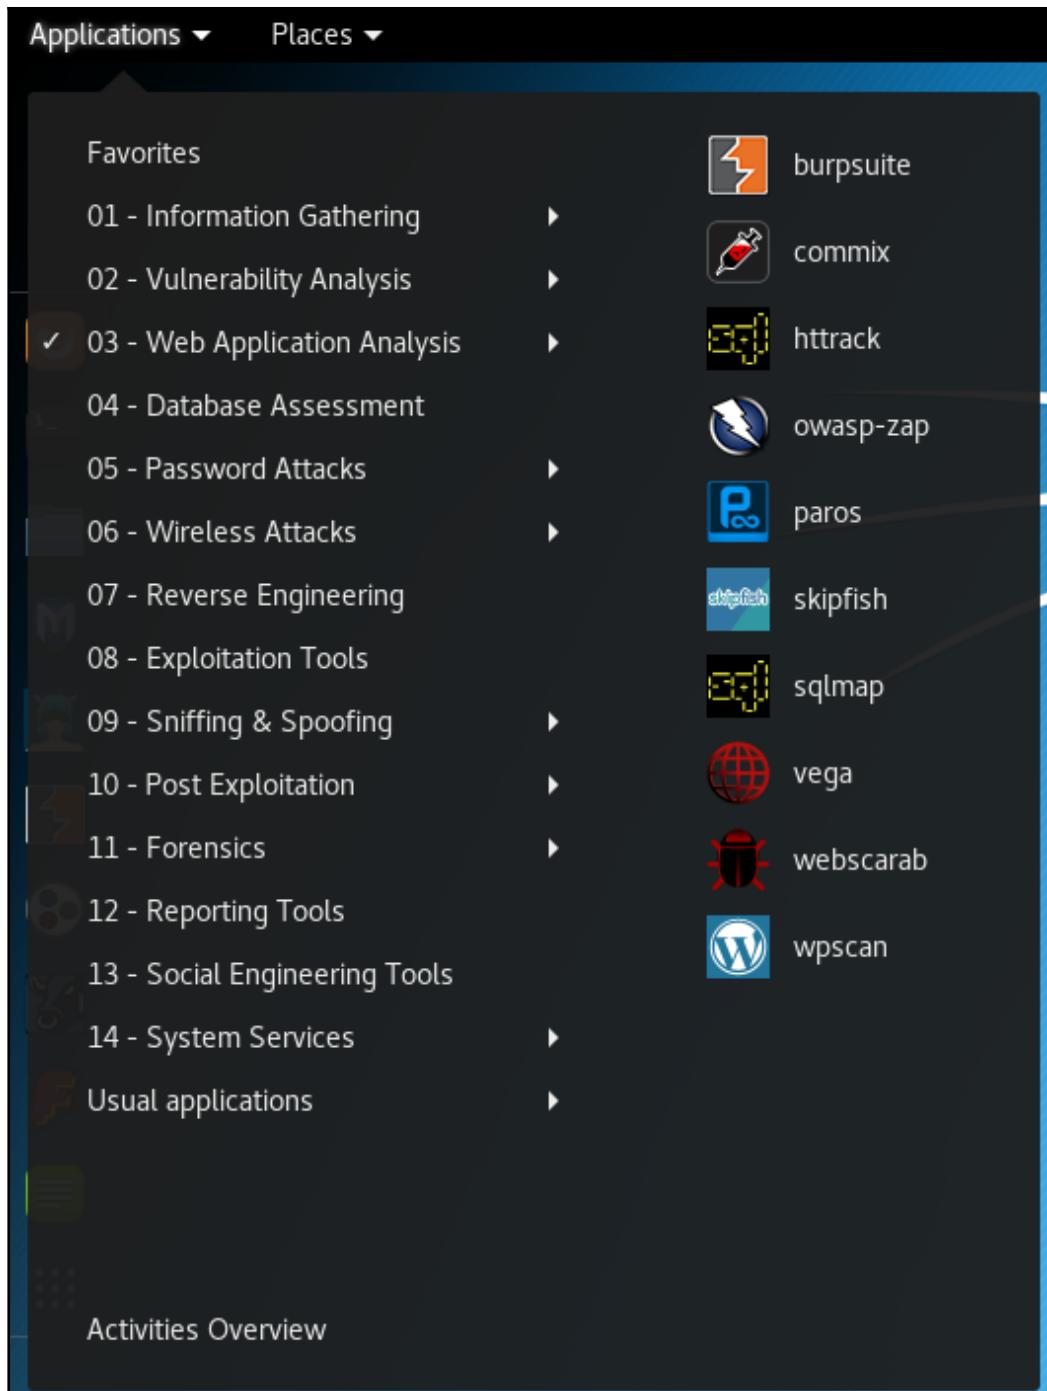 Applications
Places
Favorites
01 - Information Gathering
02 - Vulnerability Analysis
✓ 03 - Web Application Analysis
04 - Database Assessment
05 - Password Attacks
06 - Wireless Attacks
07 - Reverse Engineering
08 - Exploitation Tools
09 - Sniffing & Spoofing
10 - Post Exploitation
11 - Forensics
12 - Reporting Tools
13 - Social Engineering Tools
14 - System Services
Usual applications
Activities Overview
burpsuite
commix
httrack
owasp-zap
paros
skipfish
skipfish
sqlmap
vega
webscarab
wpscan